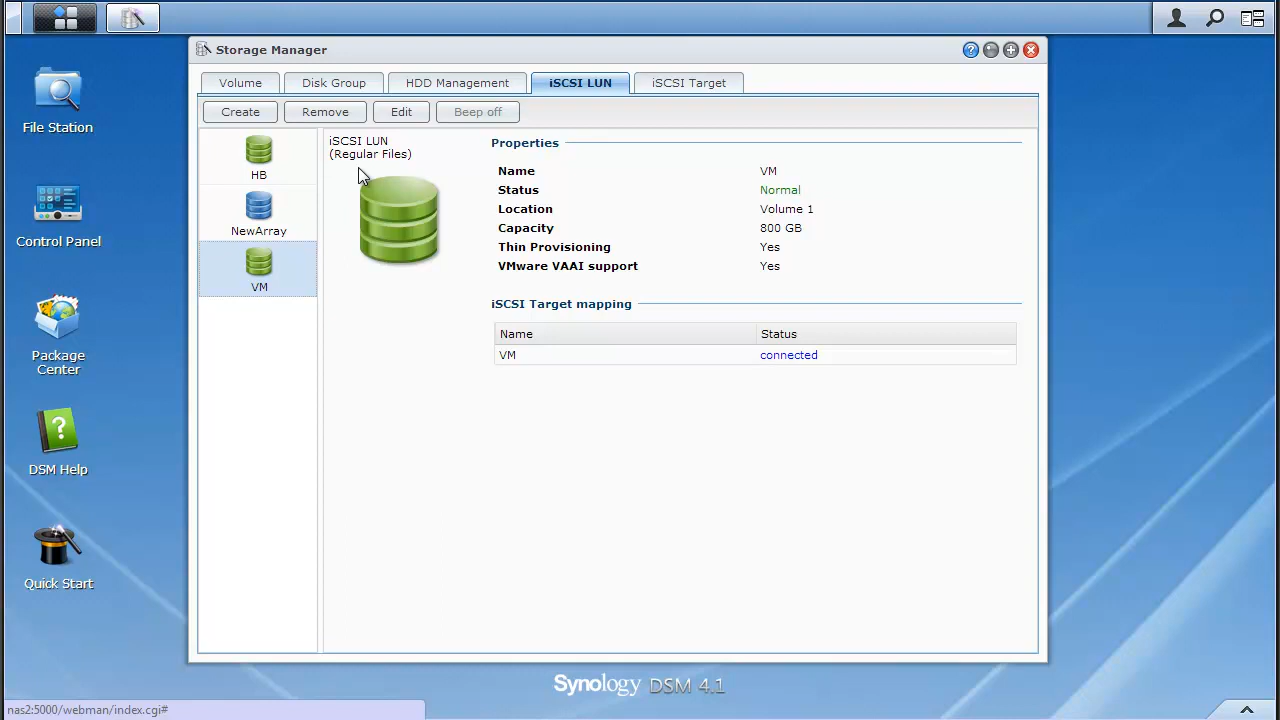 Storage Manager
Volume
Disk Group
HDD Management
iSCSI LUN
iSCSI Target
Create
Remove
Edit
Beep off
File Station
Control Panel
Package
Center
DSM Help
Quick Start
HB
NewArray
VM
iSCSI LUN
(Regular Files)
Properties
Name VM
Status Normal
Location Volume 1
Capacity 800 GB
Thin Provisioning Yes
VMware VAAI support Yes
iSCSI Target mapping
Name Status
VM connected
Synology DSM 4.1
nas2:5000/webman/index.cgi#